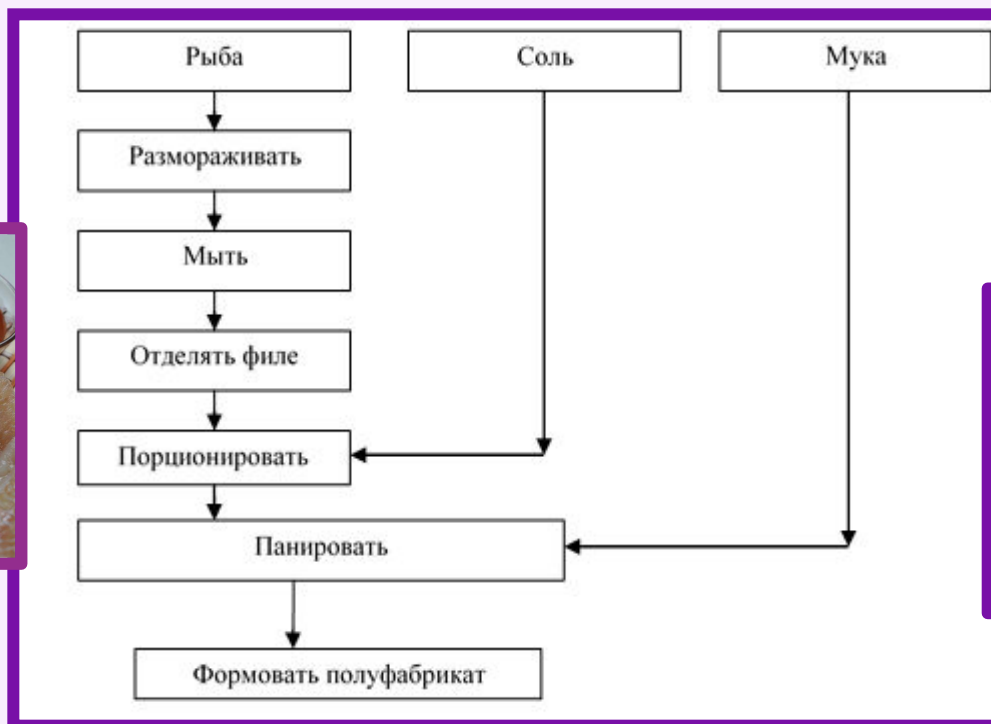 Рыба
Соль
Мука
Размораживать
Мыть
Отделять филе
Порционировать
Панировать
Формовать полуфабрикат